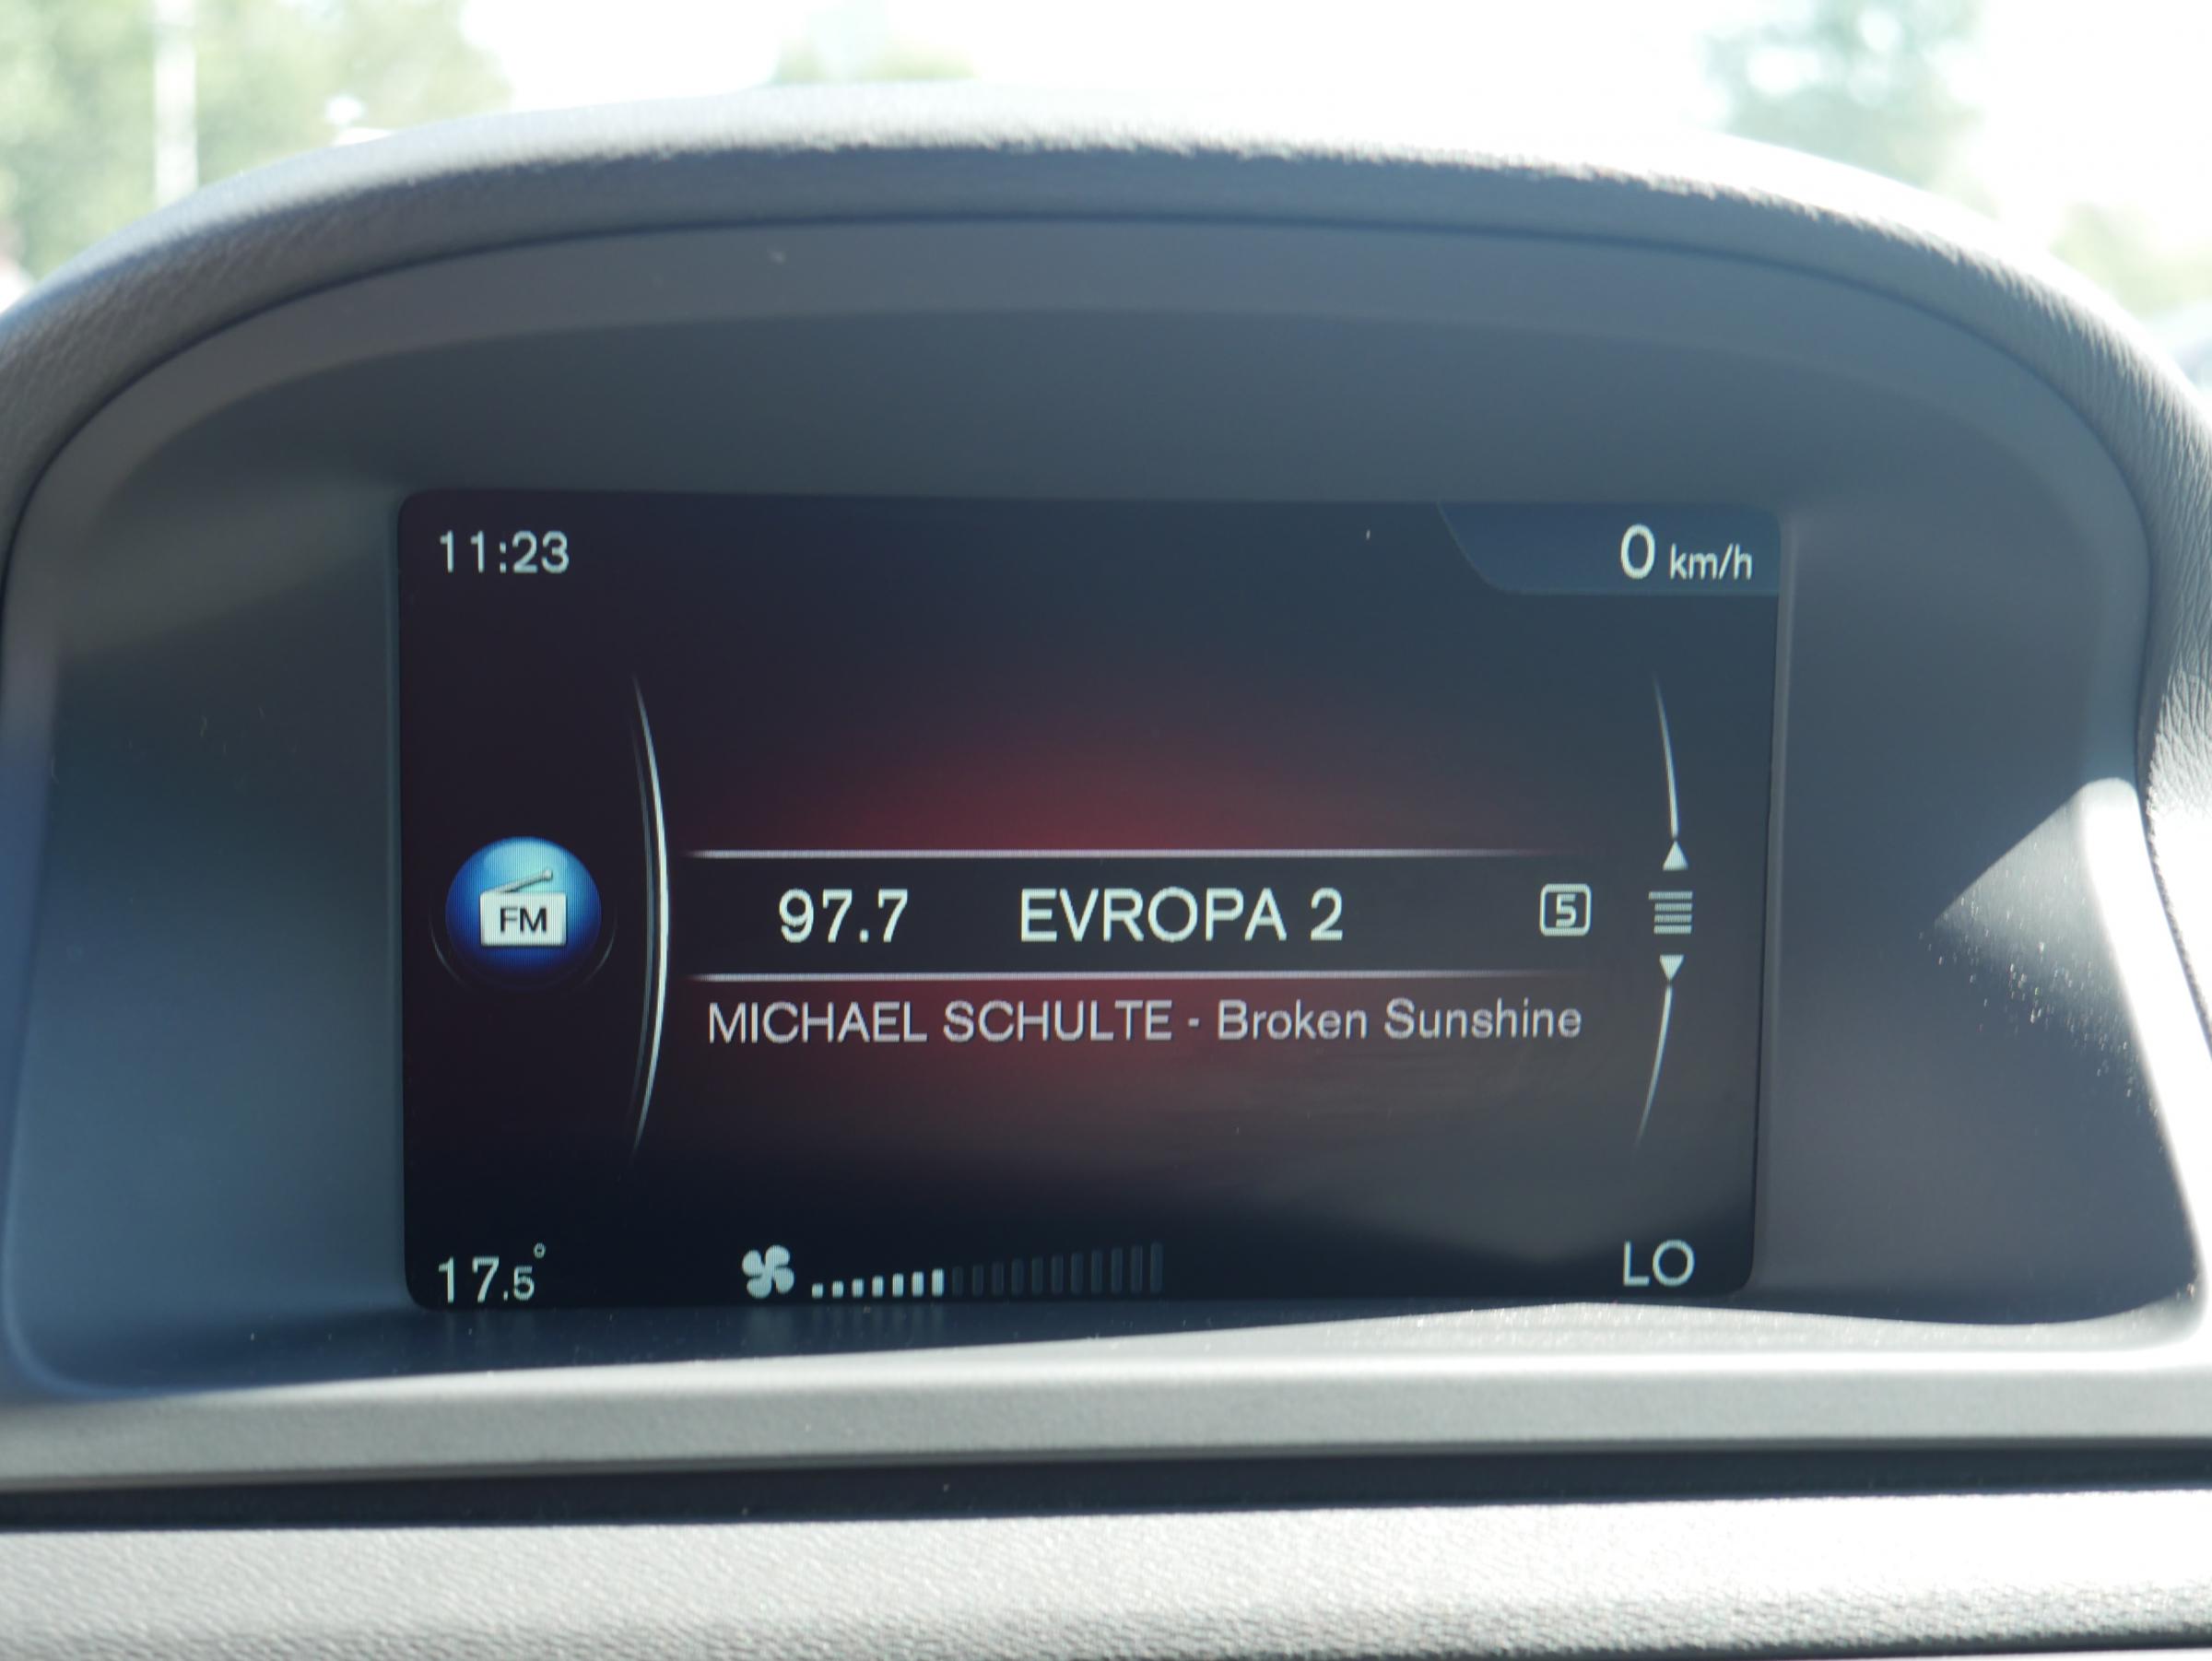 11:23
0 km/h
FM
97.7 EVROPA 2 5
MICHAEL SCHULTE - Broken Sunshine
17.5°
LO